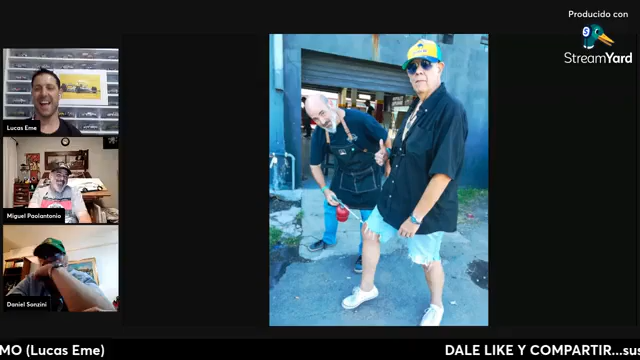 Producido con
StreamYard
Lucas Eme
Miguel Paolantonio
Daniel Sonzini
MO (Lucas Eme)
DALE LIKE Y COMPARTIR...sus